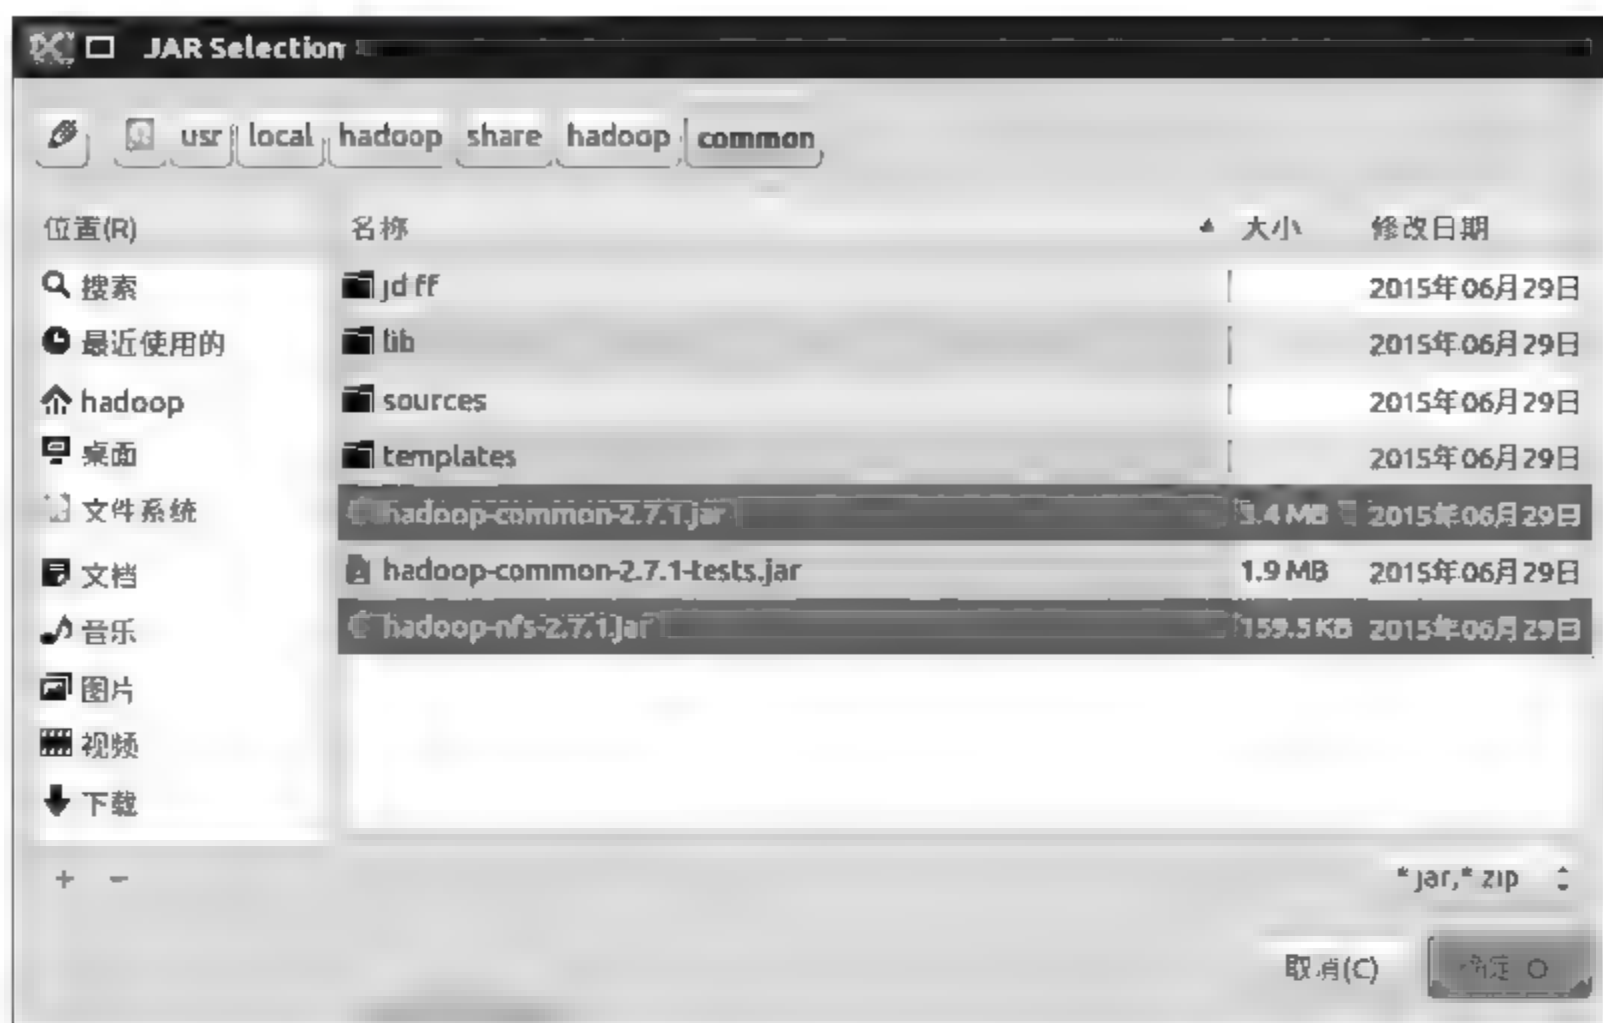 JAR Selection
usr local hadoop share hadoop common
位置(R) 名称 大小 修改日期
搜索 jdiff 2015年06月29日
最近使用的 lib 2015年06月29日
hadoop sources 2015年06月29日
桌面 templates 2015年06月29日
文件系统 hadoop-common-2.7.1.jar 3.4 MB 2015年06月29日
文档 hadoop-common-2.7.1-tests.jar 1.9 MB 2015年06月29日
音乐 hadoop-nfs-2.7.1.jar 159.5 KB 2015年06月29日
图片
视频
下载
+ -
*.jar,*.zip
取消(C) 确定 O